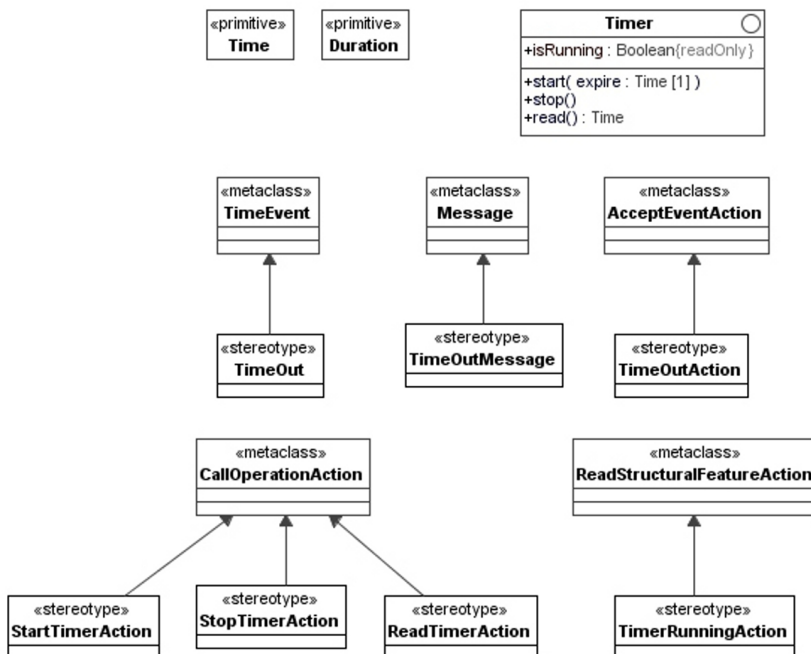 «primitive» «primitive»
Time Duration
Timer
+isRunning : Boolean{readOnly}
+start( expire : Time [1] )
+stop()
+read() : Time
«metaclass» «metaclass» «metaclass»
TimeEvent Message AcceptEventAction
«stereotype» «stereotype» «stereotype»
TimeOut TimeOutMessage TimeOutAction
«metaclass» «metaclass»
CallOperationAction ReadStructuralFeatureAction
«stereotype» «stereotype» «stereotype» «stereotype»
StartTimerAction StopTimerAction ReadTimerAction TimerRunningAction